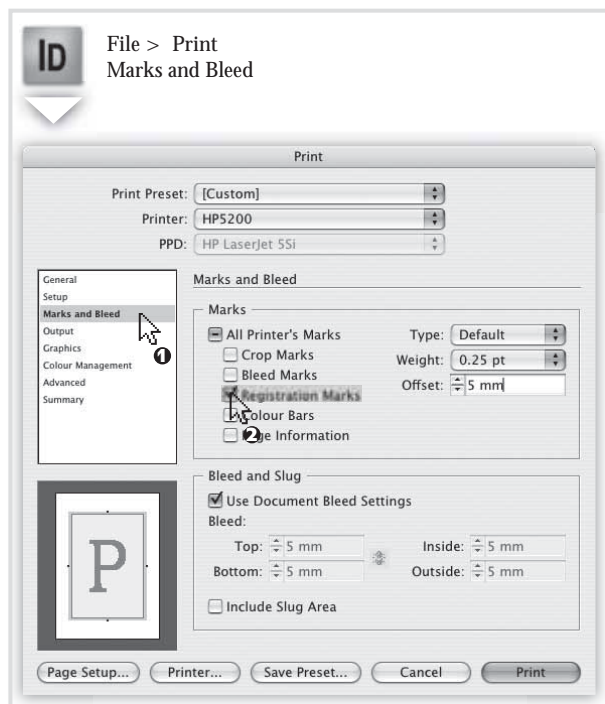 ID
File > Print
Marks and Bleed
Print
Print Preset: [Custom]
Printer: HP5200
PPD: HP LaserJet 5Si
General
Setup
Marks and Bleed
Output
Graphics
Colour Management
Advanced
Summary
1
Marks and Bleed
Marks
All Printer's Marks Type: Default
Crop Marks Weight: 0.25 pt
Bleed Marks Offset: 5 mm
Registration Marks
Colour Bars
2
Information
Bleed and Slug
Use Document Bleed Settings
Bleed:
Top: 5 mm Inside: 5 mm
Bottom: 5 mm Outside: 5 mm
Include Slug Area
P
Page Setup... Printer... Save Preset... Cancel Print